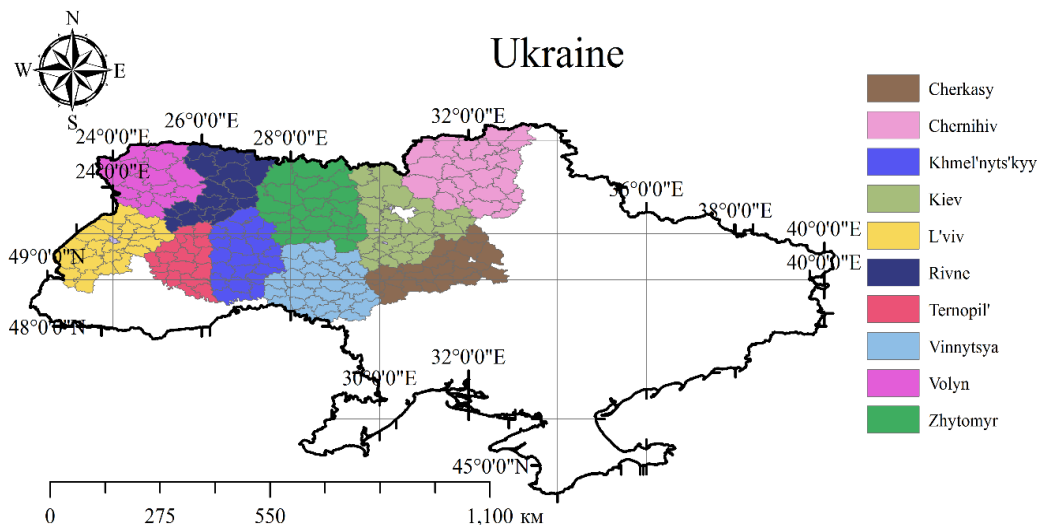 N
W E
S
Ukraine
24°0'0"E
26°0'0"E
28°0'0"E
32°0'0"E
24°0'0"E
36°0'0"E
38°0'0"E
40°0'0"E
40°0'0"E
49°0'0"N
48°0'0"N
30°0'0"E
32°0'0"E
45°0'0"N
0 275 550 1,100 км
Cherkasy
Chernihiv
Khmel'nyts'kyy
Kiev
L'viv
Rivne
Ternopil'
Vinnytsya
Volyn
Zhytomyr